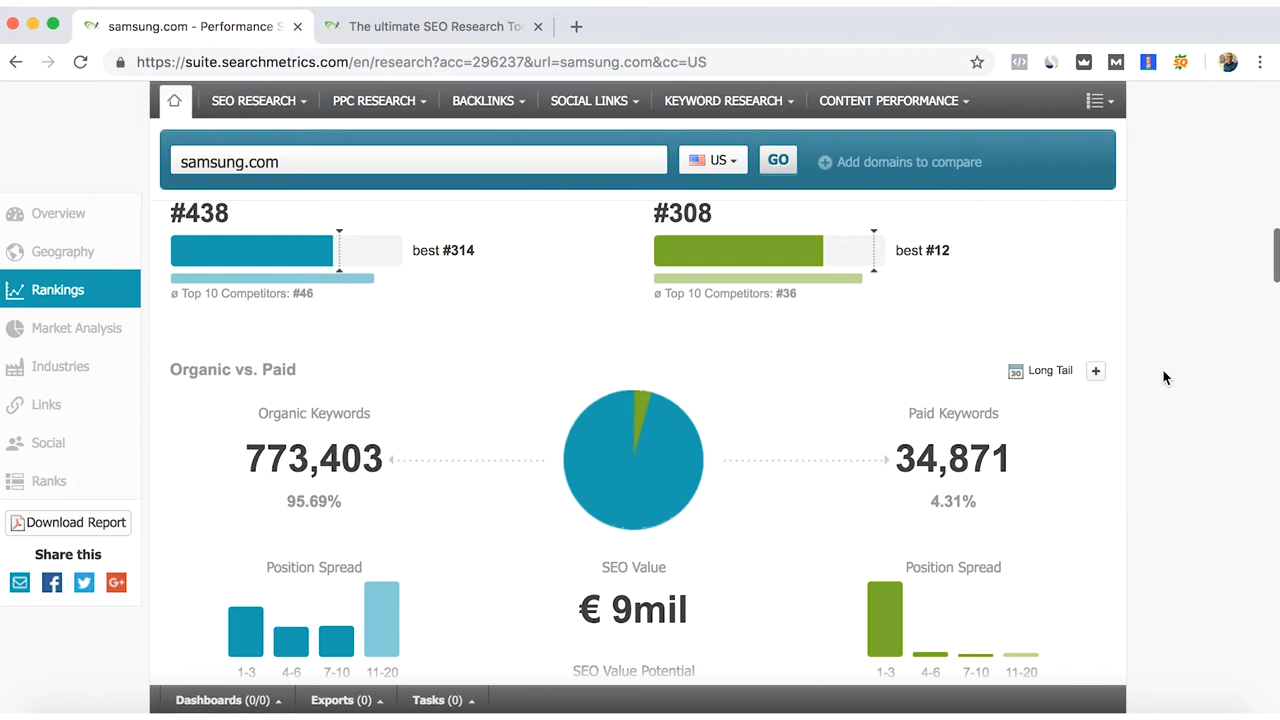 samsung.com - Performance S
The ultimate SEO Research Too
https://suite.searchmetrics.com/en/research?acc=296237&url=samsung.com&cc=US
SEO RESEARCH
PPC RESEARCH
BACKLINKS
SOCIAL LINKS
KEYWORD RESEARCH
CONTENT PERFORMANCE
samsung.com
US
GO
Add domains to compare
Overview
Geography
Rankings
Market Analysis
Industries
Links
Social
Ranks
Download Report
Share this
#438
best #314
ø Top 10 Competitors: #46
#308
best #12
ø Top 10 Competitors: #36
Organic vs. Paid
30 Long Tail
Organic Keywords
773,403
95.69%
Paid Keywords
34,871
4.31%
Position Spread
1-3 4-6 7-10 11-20
SEO Value
€ 9mil
SEO Value Potential
Position Spread
1-3 4-6 7-10 11-20
Dashboards (0/0)
Exports (0)
Tasks (0)